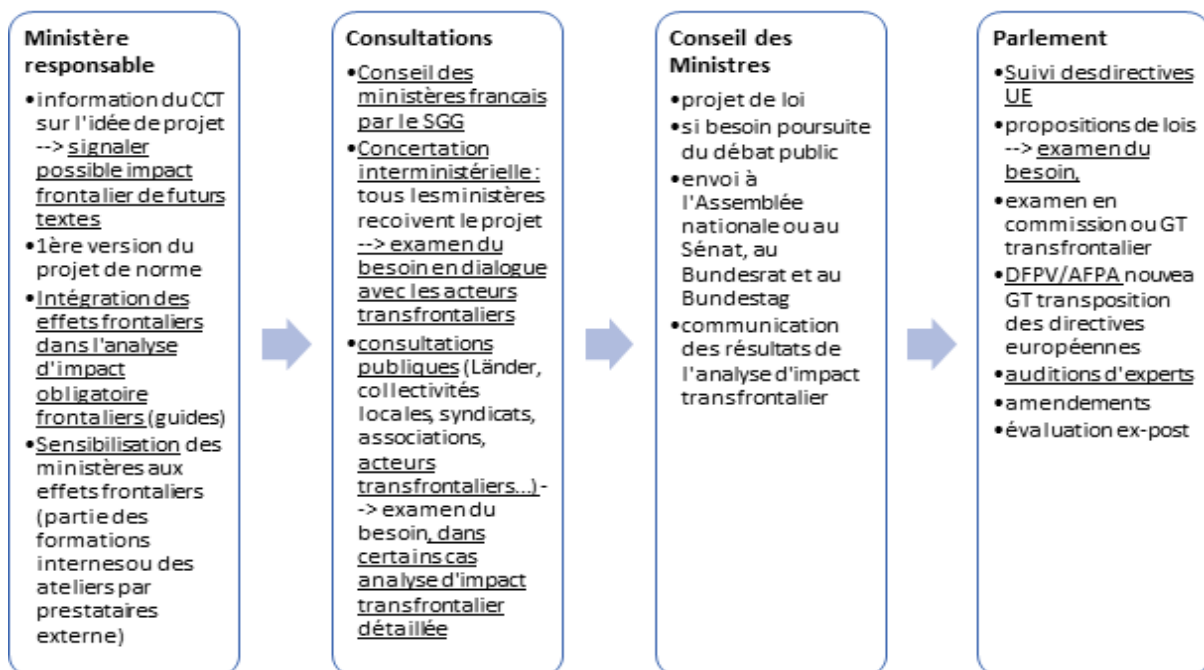 Ministère
responsable
•information du CCT
sur l'idée de projet
--> signaler
possible impact
frontalier de futurs
textes
•1ère version du
projet de norme
•Intégration des
effets frontaliers
dans l'analyse
d'impact
obligatoire
frontaliers (guides)
•Sensibilisation des
ministères aux
effets frontaliers
(partie des
formations
internesou des
ateliers par
prestataires
externe)
Consultations
•Conseil des
ministères francais
par le SGG
•Concertation
interministérielle :
tous lesministères
recoivent le projet
--> examen du
besoin en dialogue
avec les acteurs
transfrontaliers
•consultations
publiques (Länder,
collectivités
locales, syndicats,
associations,
acteurs
transfrontaliers...) -
-> examen du
besoin, dans
certains cas
analyse d'impact
transfrontalier
détaillée
Conseil des
Ministres
•projet de loi
•si besoin poursuite
du débat public
•envoi à
l'Assemblée
nationale ou au
Sénat, au
Bundesrat et au
Bundestag
•communication
des résultats de
l'analyse d'impact
transfrontalier
Parlement
•Suivi desdirectives
UE
•propositions de lois
--> examen du
besoin,
•examen en
commission ou GT
transfrontalier
•DFPV/AFPA nouvea
GT transposition
des directives
européennes
•auditions d'experts
•amendements
•évaluation ex-post